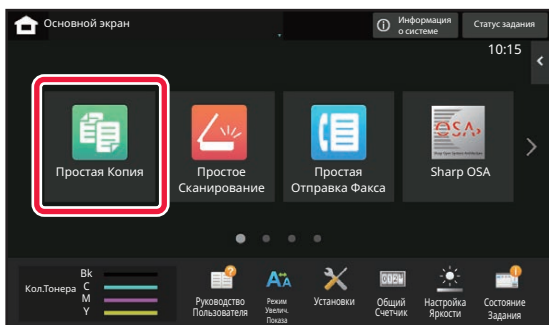 Основной экран
Информация
о системе
Статус задания
10:15
Простая Копия
Простое
Сканирование
Простая
Отправка Факса
OSA
Sharp OSA
Кол.Тонера
Bk
C
M
Y
Руководство
Пользователя
Режим
Увелич.
Показа
Установки
Общий
Счетчик
Настройка
Яркости
Состояние
Задания